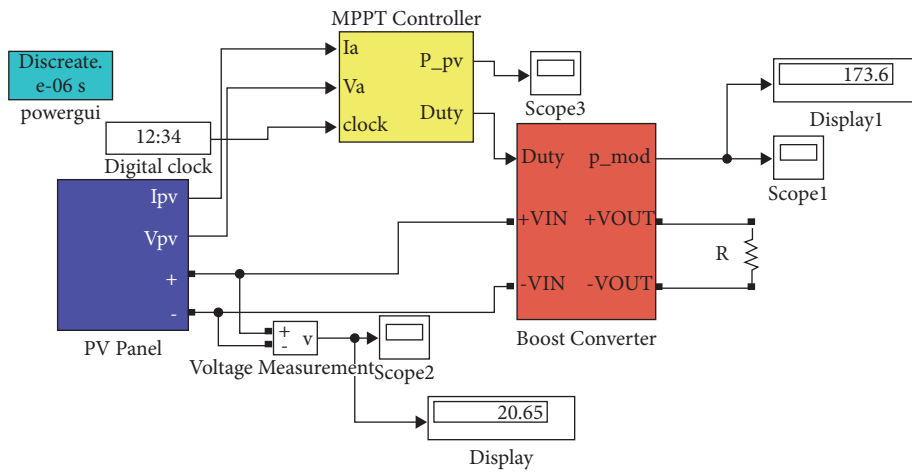 MPPT Controller
Discreate.
e-06 s
powergui
Ia
Va
clock
P_pv
Duty
Scope3
173.6
Display1
12:34
Digital clock
Duty
p_mod
+VIN
+VOUT
-VIN
-VOUT
Scope1
R
Ipv
Vpv
+
-
PV Panel
+
-
v
Voltage Measurement
Scope2
Boost Converter
20.65
Display